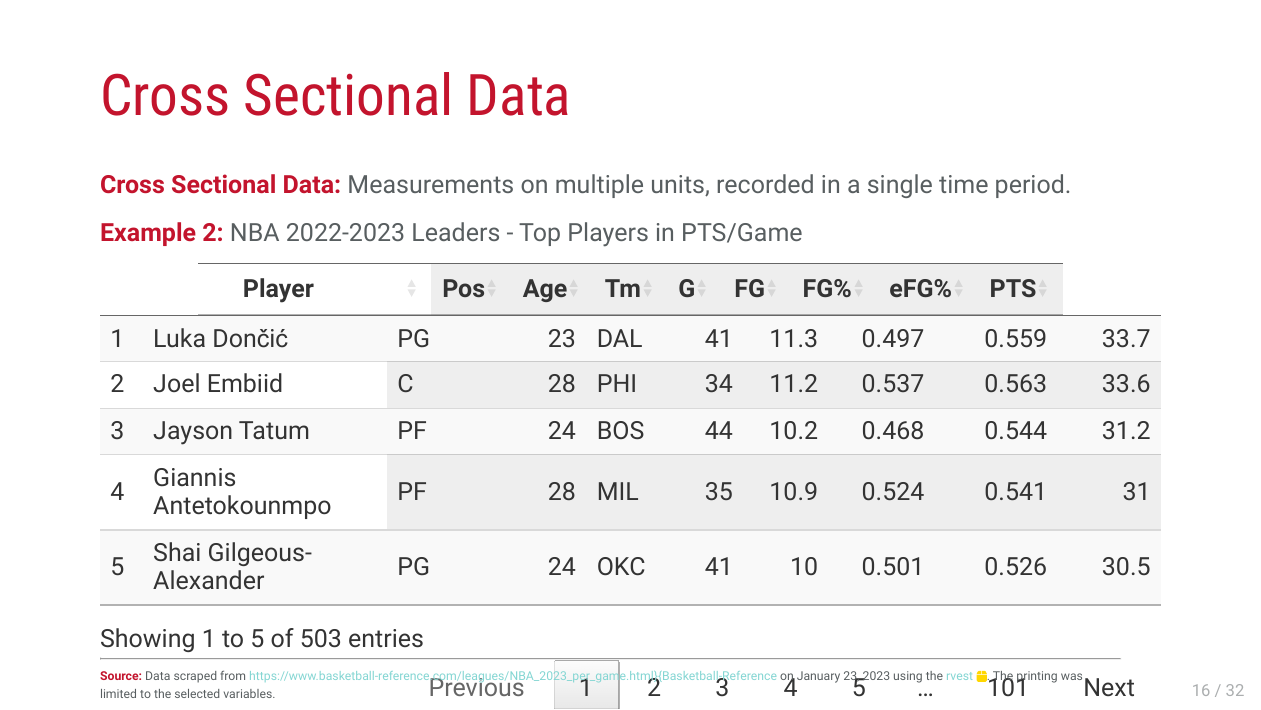 Cross Sectional Data
Cross Sectional Data: Measurements on multiple units, recorded in a single time period.
Example 2: NBA 2022-2023 Leaders - Top Players in PTS/Game
Player Pos Age Tm G FG FG% eFG% PTS
1 Luka Dončić PG 23 DAL 41 11.3 0.497 0.559 33.7
2 Joel Embiid C 28 PHI 34 11.2 0.537 0.563 33.6
3 Jayson Tatum PF 24 BOS 44 10.2 0.468 0.544 31.2
4 Giannis Antetokounmpo PF 28 MIL 35 10.9 0.524 0.541 31
5 Shai Gilgeous-Alexander PG 24 OKC 41 10 0.501 0.526 30.5
Showing 1 to 5 of 503 entries
Source: Data scraped from https://www.basketball-reference.com/leagues/NBA_2023_per_game.html}{Basketball-Reference on January 23, 2023 using the rvest 📦. The printing was
limited to the selected variables.
Previous 1 2 3 4 5 … 101 Next
16 / 32